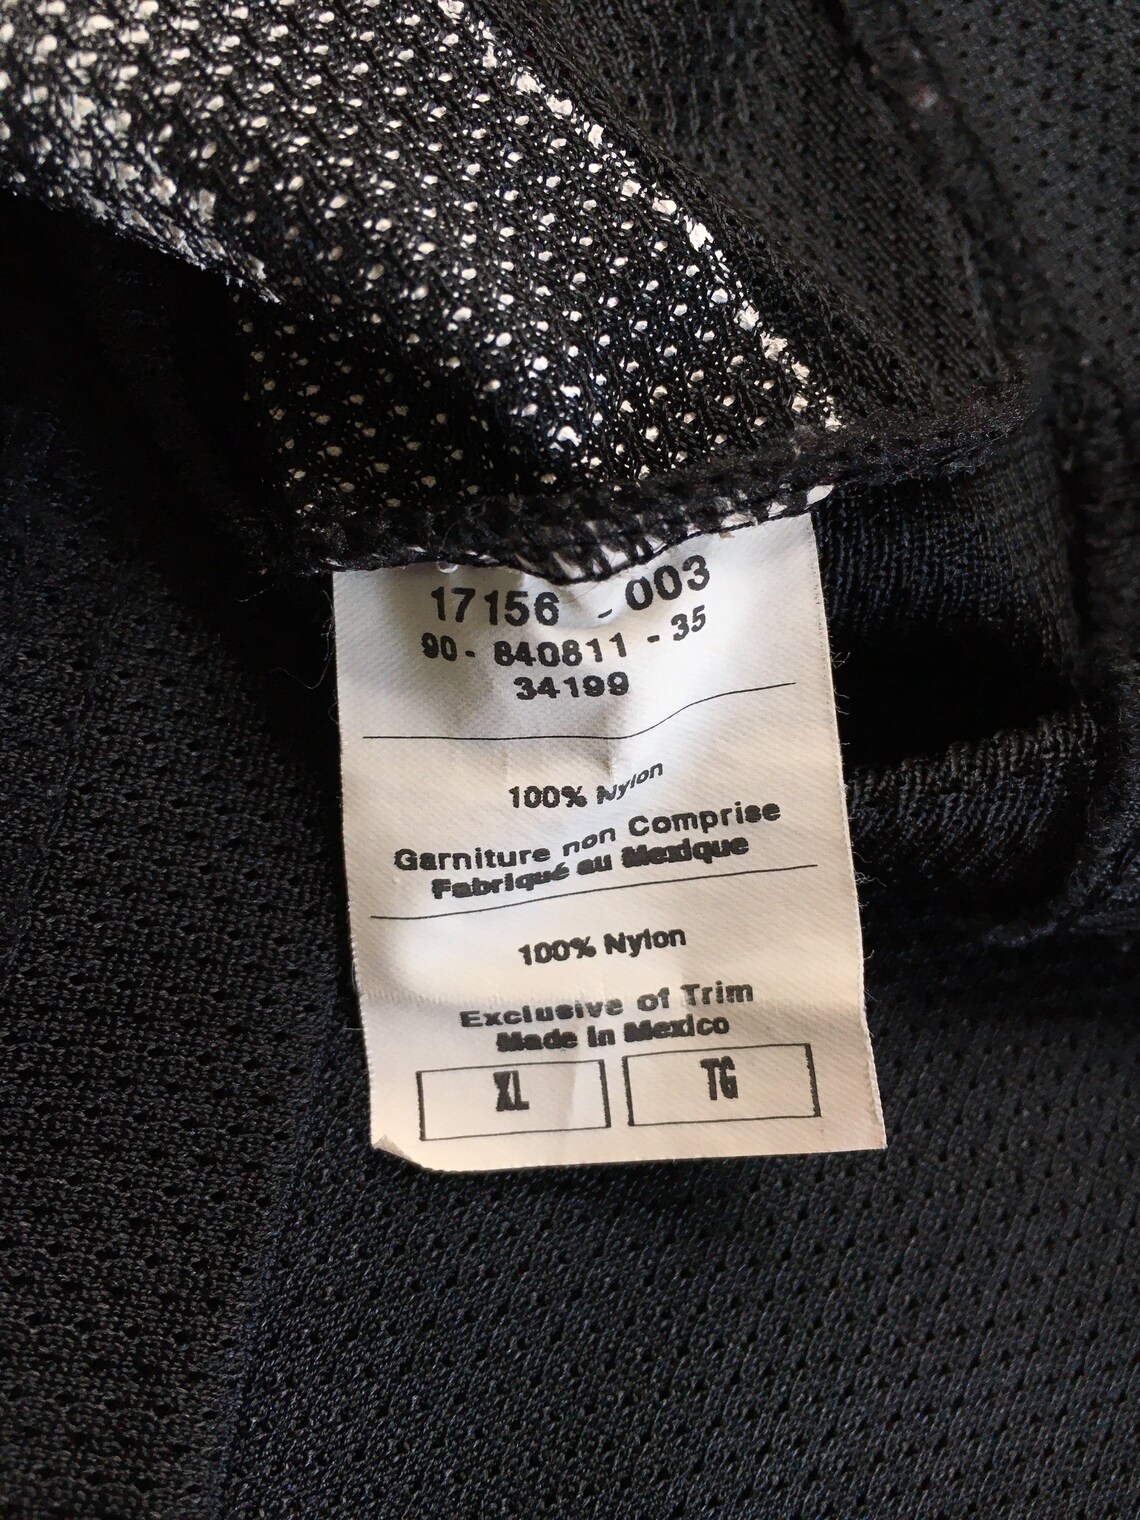 17156 - 003
90- 840811 - 35
34199
100% Nylon
Garniture non Comprise
Fabriqué au Mexique
100% Nylon
Exclusive of Trim
Made in Mexico
XL TG